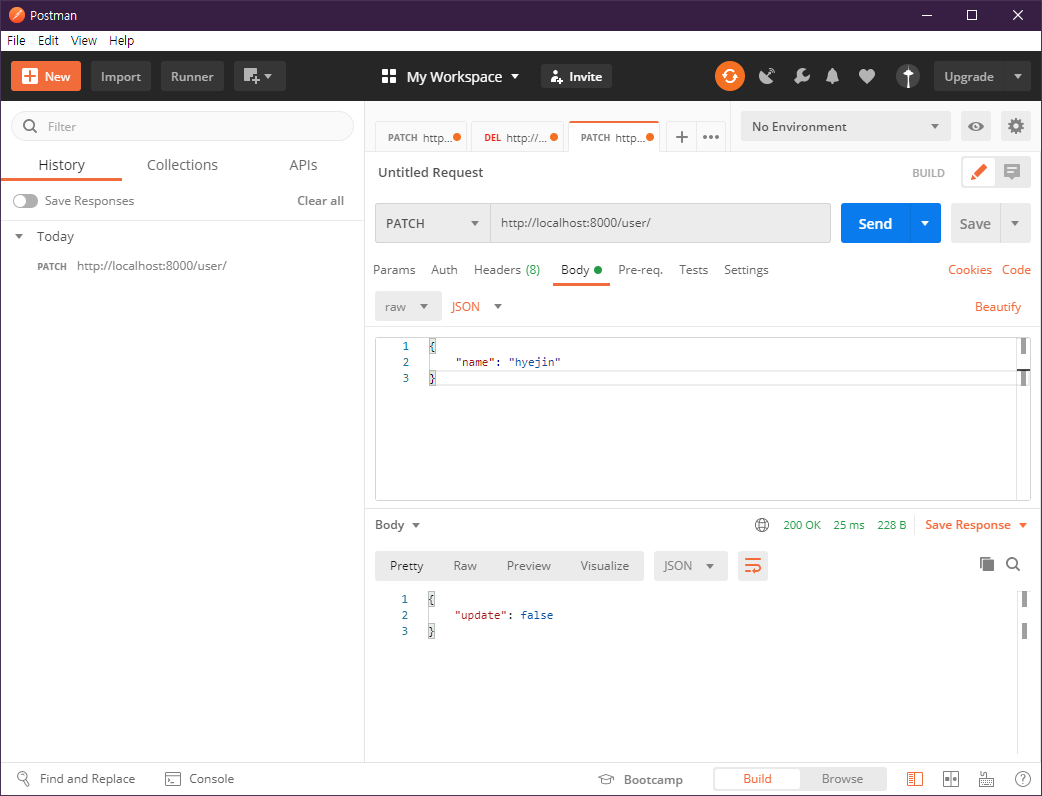 Postman
File Edit View Help
New Import Runner My Workspace Invite Upgrade
Filter
History Collections APIs
Save Responses Clear all
Today
PATCH http://localhost:8000/user/
PATCH http... DEL http://... PATCH http... No Environment
Untitled Request BUILD
PATCH http://localhost:8000/user/ Send Save
Params Auth Headers (8) Body Pre-req. Tests Settings Cookies Code
raw JSON Beautify
1 {
2 "name": "hyejin"
3 }
Body 200 OK 25 ms 228 B Save Response
Pretty Raw Preview Visualize JSON
1 {
2 "update": false
3 }
Find and Replace Console Bootcamp Build Browse